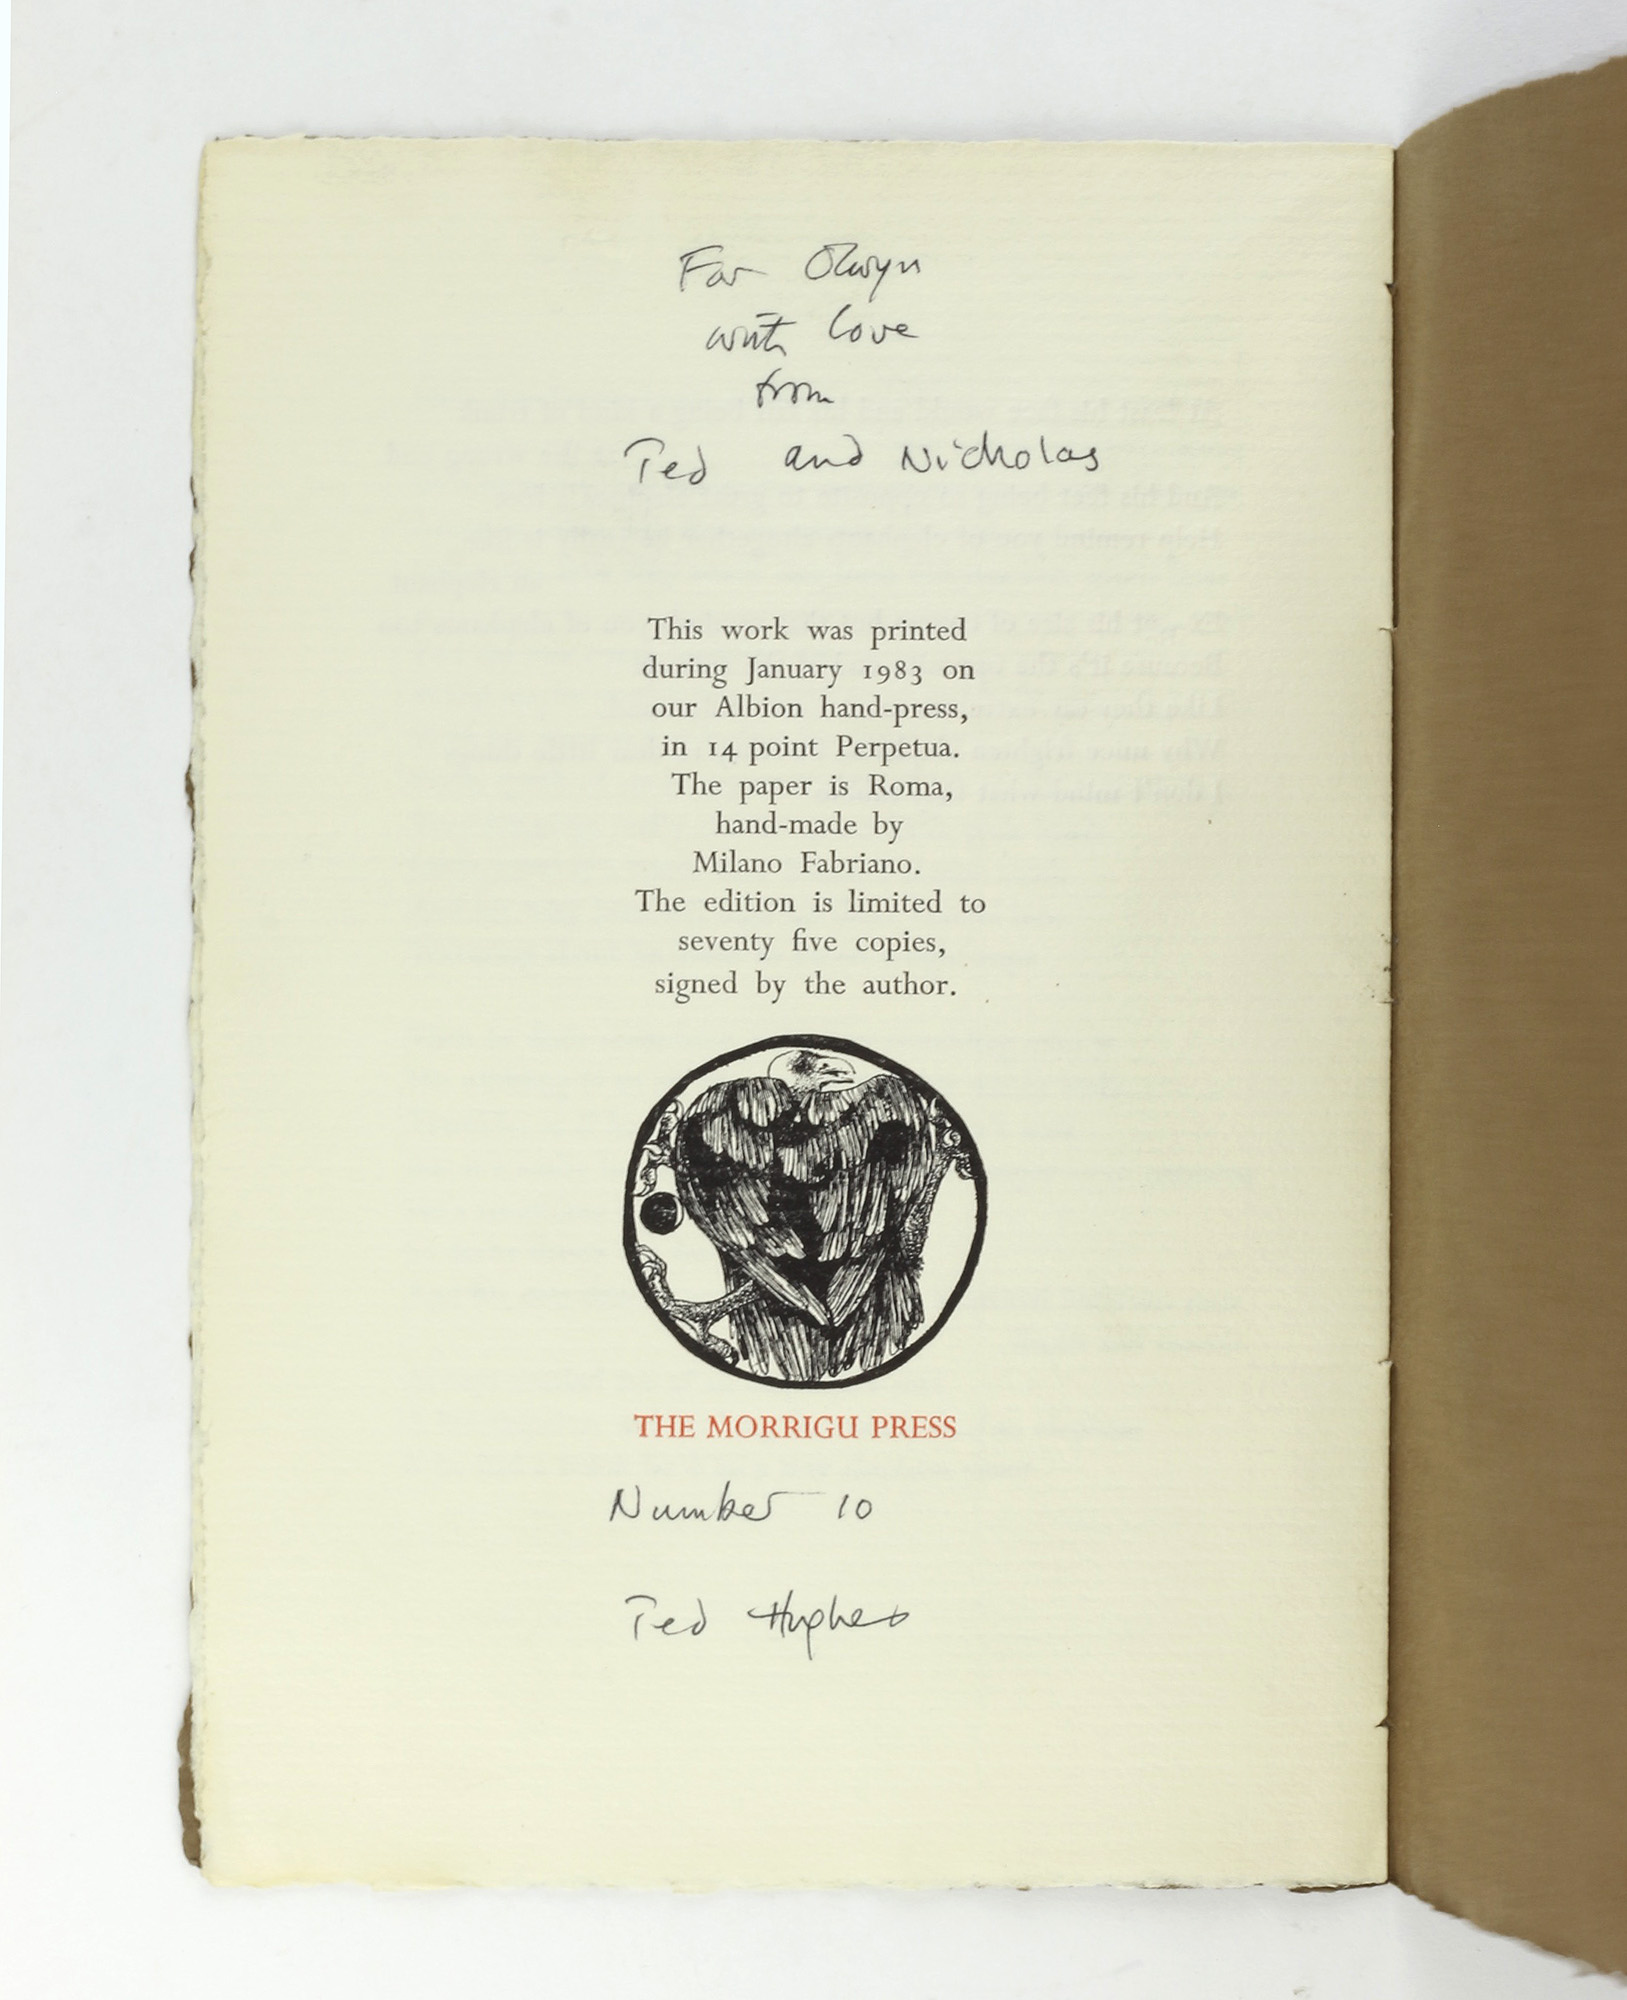 For Olwyn
with love
from
Ted and Nicholas
This work was printed
during January 1983 on
our Albion hand-press,
in 14 point Perpetua.
The paper is Roma,
hand-made by
Milano Fabriano.
The edition is limited to
seventy five copies,
signed by the author.
THE MORRIGU PRESS
Number 10
Ted Hughes